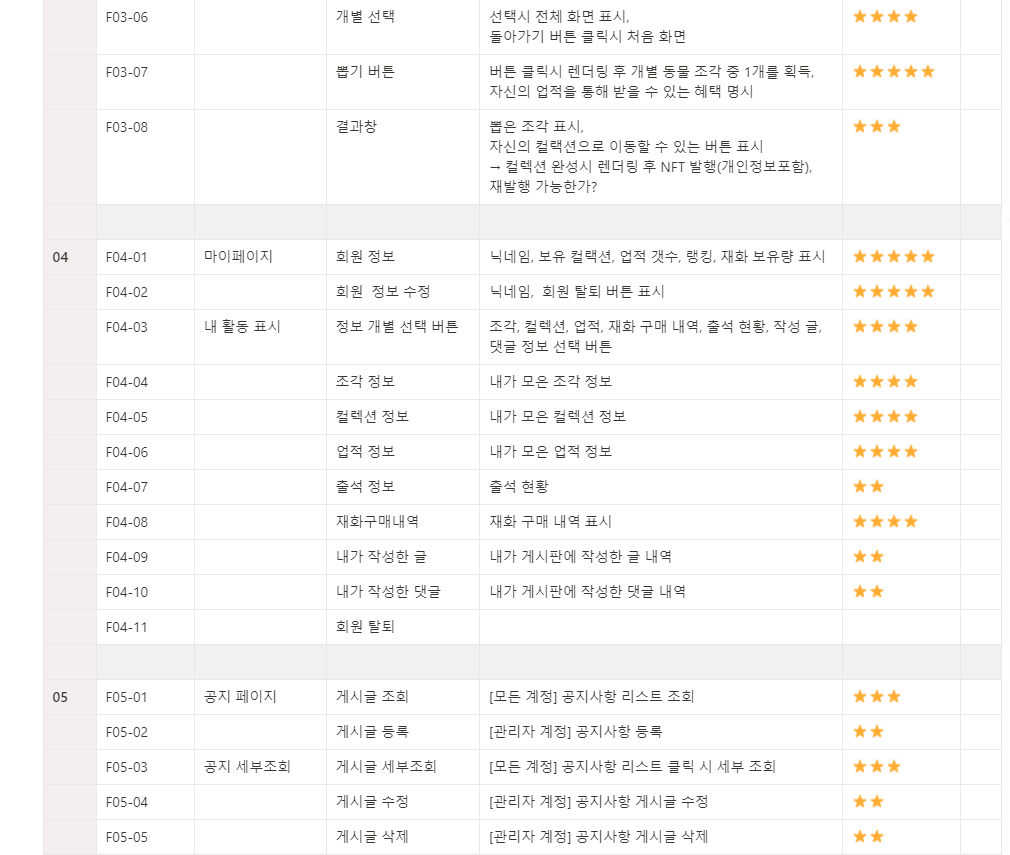 F03-06 개별 선택 선택시 전체 화면 표시, ★★★★
돌아가기 버튼 클릭시 처음 화면
F03-07 뽑기 버튼 버튼 클릭시 렌더링 후 개별 동물 조각 중 1개를 획득, ★★★★★
자신의 업적을 통해 받을 수 있는 혜택 명시
F03-08 결과창 뽑은 조각 표시, ★★★
자신의 컬랙션으로 이동할 수 있는 버튼 표시
→ 컬렉션 완성시 렌더링 후 NFT 발행(개인정보포함),
재발행 가능한가?
04 F04-01 마이페이지 회원 정보 닉네임, 보유 컬랙션, 업적 갯수, 랭킹, 재화 보유량 표시 ★★★★★
F04-02 회원  정보 수정 닉네임,  회원 탈퇴 버튼 표시 ★★★★★
F04-03 내 활동 표시 정보 개별 선택 버튼 조각, 컬렉션, 업적, 재화 구매 내역, 출석 현황, 작성 글, ★★★★
댓글 정보 선택 버튼
F04-04 조각 정보 내가 모은 조각 정보 ★★★★
F04-05 컬렉션 정보 내가 모은 컬렉션 정보 ★★★★
F04-06 업적 정보 내가 모은 업적 정보 ★★★★
F04-07 출석 정보 출석 현황 ★★
F04-08 재화구매내역 재화 구매 내역 표시 ★★★★
F04-09 내가 작성한 글 내가 게시판에 작성한 글 내역 ★★
F04-10 내가 작성한 댓글 내가 게시판에 작성한 댓글 내역 ★★
F04-11 회원 탈퇴
05 F05-01 공지 페이지 게시글 조회 [모든 계정] 공지사항 리스트 조회 ★★★
F05-02 게시글 등록 [관리자 계정] 공지사항 등록 ★★
F05-03 공지 세부조회 게시글 세부조회 [모든 계정] 공지사항 리스트 클릭 시 세부 조회 ★★★
F05-04 게시글 수정 [관리자 계정] 공지사항 게시글 수정 ★★
F05-05 게시글 삭제 [관리자 계정] 공지사항 게시글 삭제 ★★